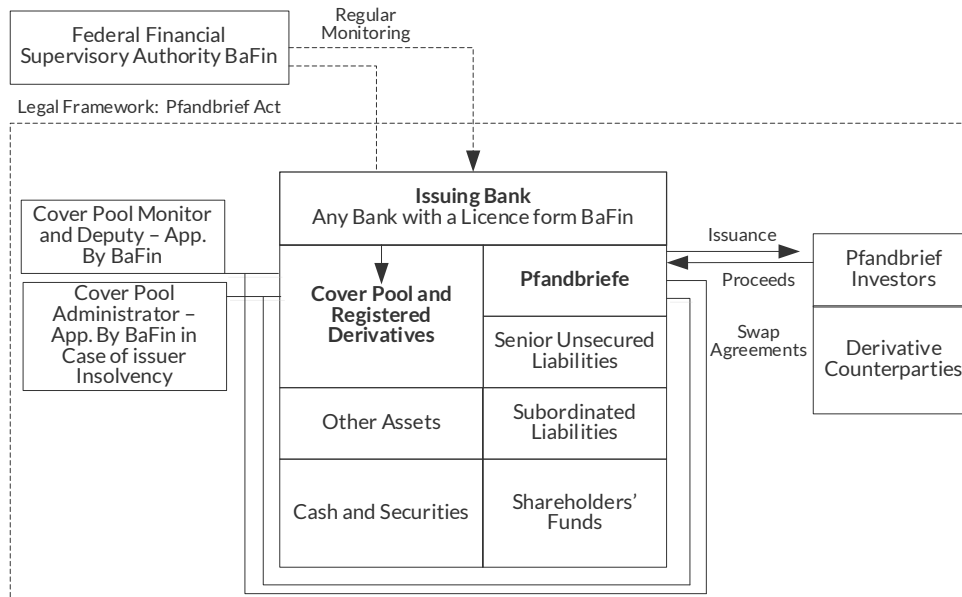 Federal Financial
Supervisory Authority BaFin
Regular
Monitoring
Legal Framework: Pfandbrief Act
Issuing Bank
Any Bank with a Licence form BaFin
Cover Pool Monitor
and Deputy – App.
By BaFin
Cover Pool
Administrator –
App. By BaFin in
Case of issuer
Insolvency
Cover Pool and
Registered
Derivatives
Other Assets
Cash and Securities
Pfandbriefe
Senior Unsecured
Liabilities
Subordinated
Liabilities
Shareholders’
Funds
Issuance
Proceeds
Swap
Agreements
Pfandbrief
Investors
Derivative
Counterparties